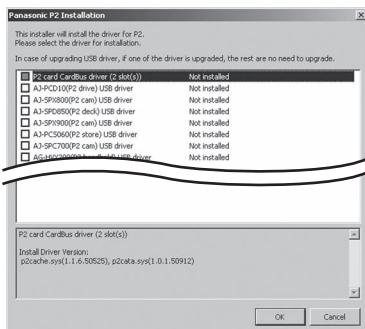 Panasonic P2 Installation
This installer will install the driver for P2.
Please select the driver for installation.
In case of upgrading USB driver, if one of the driver is upgraded, the rest are no need to upgrade.
P2 card CardBus driver (2 slot(s)) Not installed
AJ-PCD10(P2 drive) USB driver Not installed
AJ-SPX800(P2 cam) USB driver Not installed
AJ-SPD850(P2 deck) USB driver Not installed
AJ-SPX900(P2 cam) USB driver Not installed
AJ-PCS060(P2 store) USB driver Not installed
AJ-SPC700(P2 cam) USB driver Not installed
USB driver Not installed
P2 card CardBus driver (2 slot(s))
Install Driver Version:
p2cache.sys(1.1.6.50525), p2cata.sys(1.0.1.50912)
OK Cancel